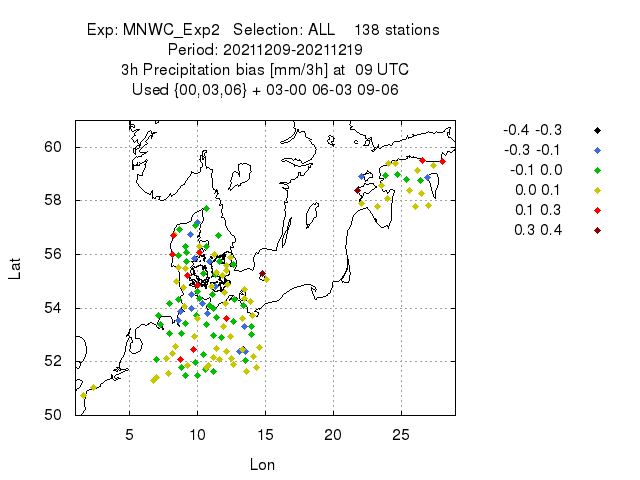 Exp: MNWC_Exp2 Selection: ALL 138 stations
Period: 20211209-20211219
3h Precipitation bias [mm/3h] at 09 UTC
Used {00,03,06} + 03-00 06-03 09-06
-0.4 -0.3
-0.3 -0.1
-0.1 0.0
0.0 0.1
0.1 0.3
0.3 0.4
Lat
60
58
56
54
52
50
5 10 15 20 25
Lon